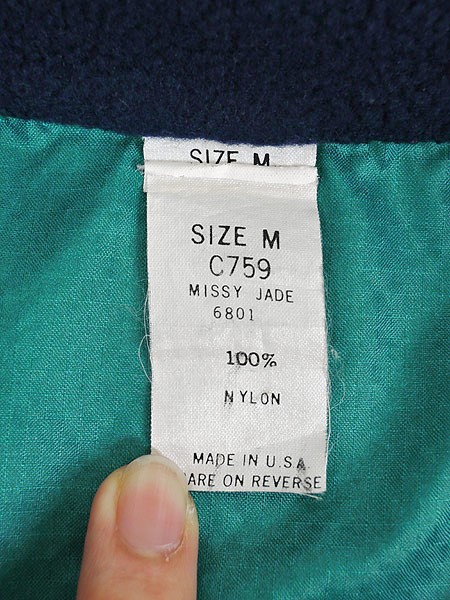 SIZE M
SIZE M
C759
MISSY JADE
6801
100%
NYLON
MADE IN U.S.A.
ARE ON REVERSE